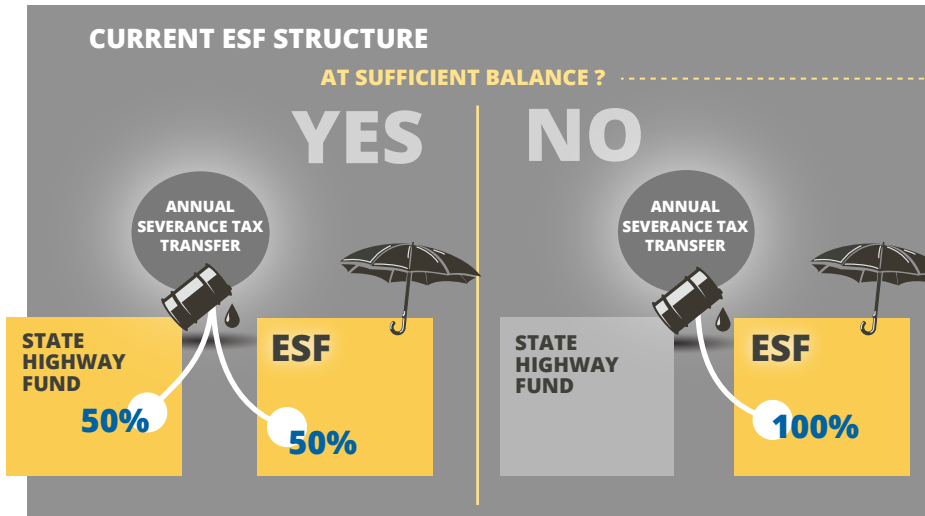 CURRENT ESF STRUCTURE
AT SUFFICIENT BALANCE ?
YES
NO
ANNUAL
SEVERANCE TAX
TRANSFER
STATE
HIGHWAY
FUND
50%
ESF
50%
ANNUAL
SEVERANCE TAX
TRANSFER
STATE
HIGHWAY
FUND
ESF
100%